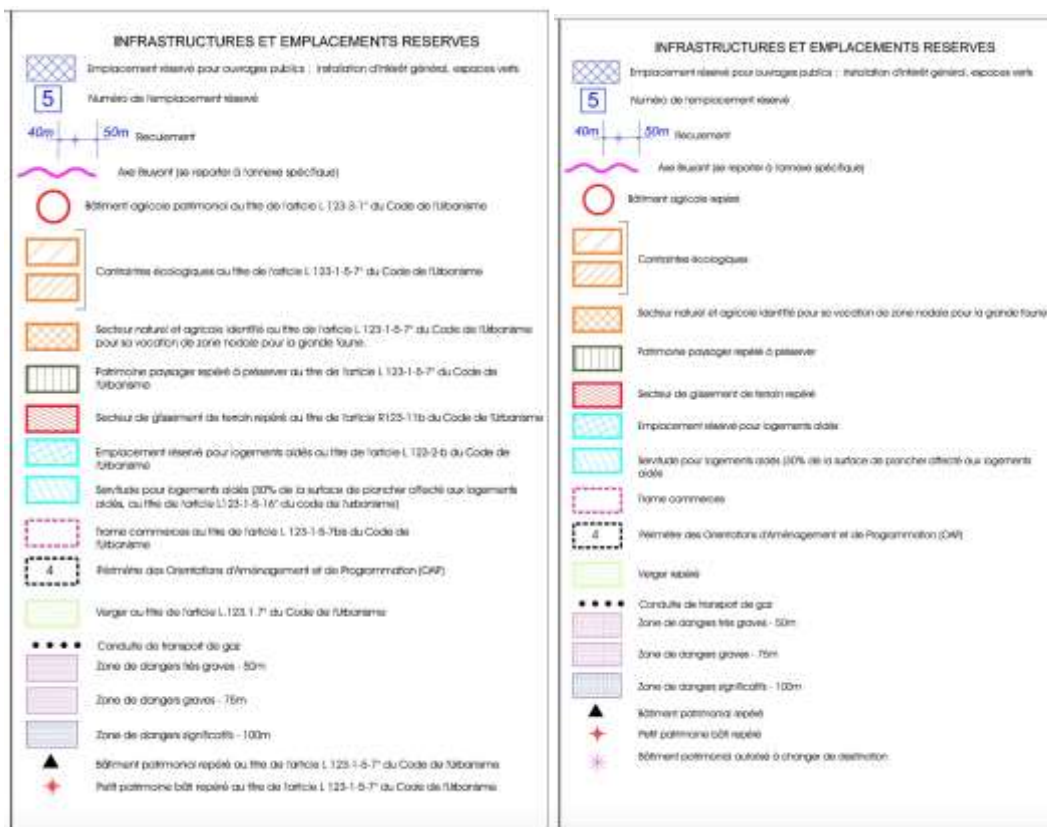 INFRASTRUCTURES ET EMPLACEMENTS RESERVES
Emplacement réservé pour ouvrages publics ; installation d'intérêt général, espaces verts
5
Numéro de l'emplacement réservé
40m
50m
Reculement
Axe Bruyant (se reporter à l'annexe spécifique)
Bâtiment agricole patrimonial au titre de l'article L 123-3-1° du Code de l'Urbanisme
Contraintes écologiques au titre de l'article L 123-1-5-7° du Code de l'Urbanisme
Secteur naturel et agricole identifié au titre de l'article L 123-1-5-7° du Code de l'Urbanisme
pour sa vocation de zone nodale pour la grande faune.
Patrimoine paysager repéré à préserver au titre de l'article L 123-1-5-7° du Code de
l'Urbanisme
Secteur de glissement de terrain repéré au titre de l'article R123-11b du Code de l'Urbanisme
Emplacement réservé pour logements aidés au titre de l'article L 123-2-b du Code de
l'Urbanisme
Servitude pour logements aidés (30% de la surface de plancher affecté aux logements
aidés, au titre de l'article L123-1-5-16° du code de l'urbanisme)
Trame commerces au titre de l'article L 123-1-5-7bis du Code de
l'Urbanisme
4
Périmètre des Orientations d'Aménagement et de Programmation (OAP)
Verger au titre de l'article L.123.1.7° du Code de l'Urbanisme
Conduite de transport de gaz
Zone de dangers très graves - 50m
Zone de dangers graves - 75m
Zone de dangers significatifs - 100m
Bâtiment patrimonial repéré au titre de l'article L 123-1-5-7° du Code de l'Urbanisme
Petit patrimoine bâti repéré au titre de l'article L 123-1-5-7° du Code de l'Urbanisme
INFRASTRUCTURES ET EMPLACEMENTS RESERVES
Emplacement réservé pour ouvrages publics ; installation d'intérêt général, espaces verts
5
Numéro de l'emplacement réservé
40m
50m
Reculement
Axe Bruyant (se reporter à l'annexe spécifique)
Bâtiment agricole repéré
Contraintes écologiques
Secteur naturel et agricole identifié pour sa vocation de zone nodale pour la grande faune.
Patrimoine paysager repéré à préserver
Secteur de glissement de terrain repéré
Emplacement réservé pour logements aidés
Servitude pour logements aidés (30% de la surface de plancher affecté aux logements
aidés
Trame commerces
4
Périmètre des Orientations d'Aménagement et de Programmation (OAP)
Verger repéré
Conduite de transport de gaz
Zone de dangers très graves - 50m
Zone de dangers graves - 75m
Zone de dangers significatifs - 100m
Bâtiment patrimonial repéré
Petit patrimoine bâti repéré
Bâtiment patrimonial autorisé à changer de destination